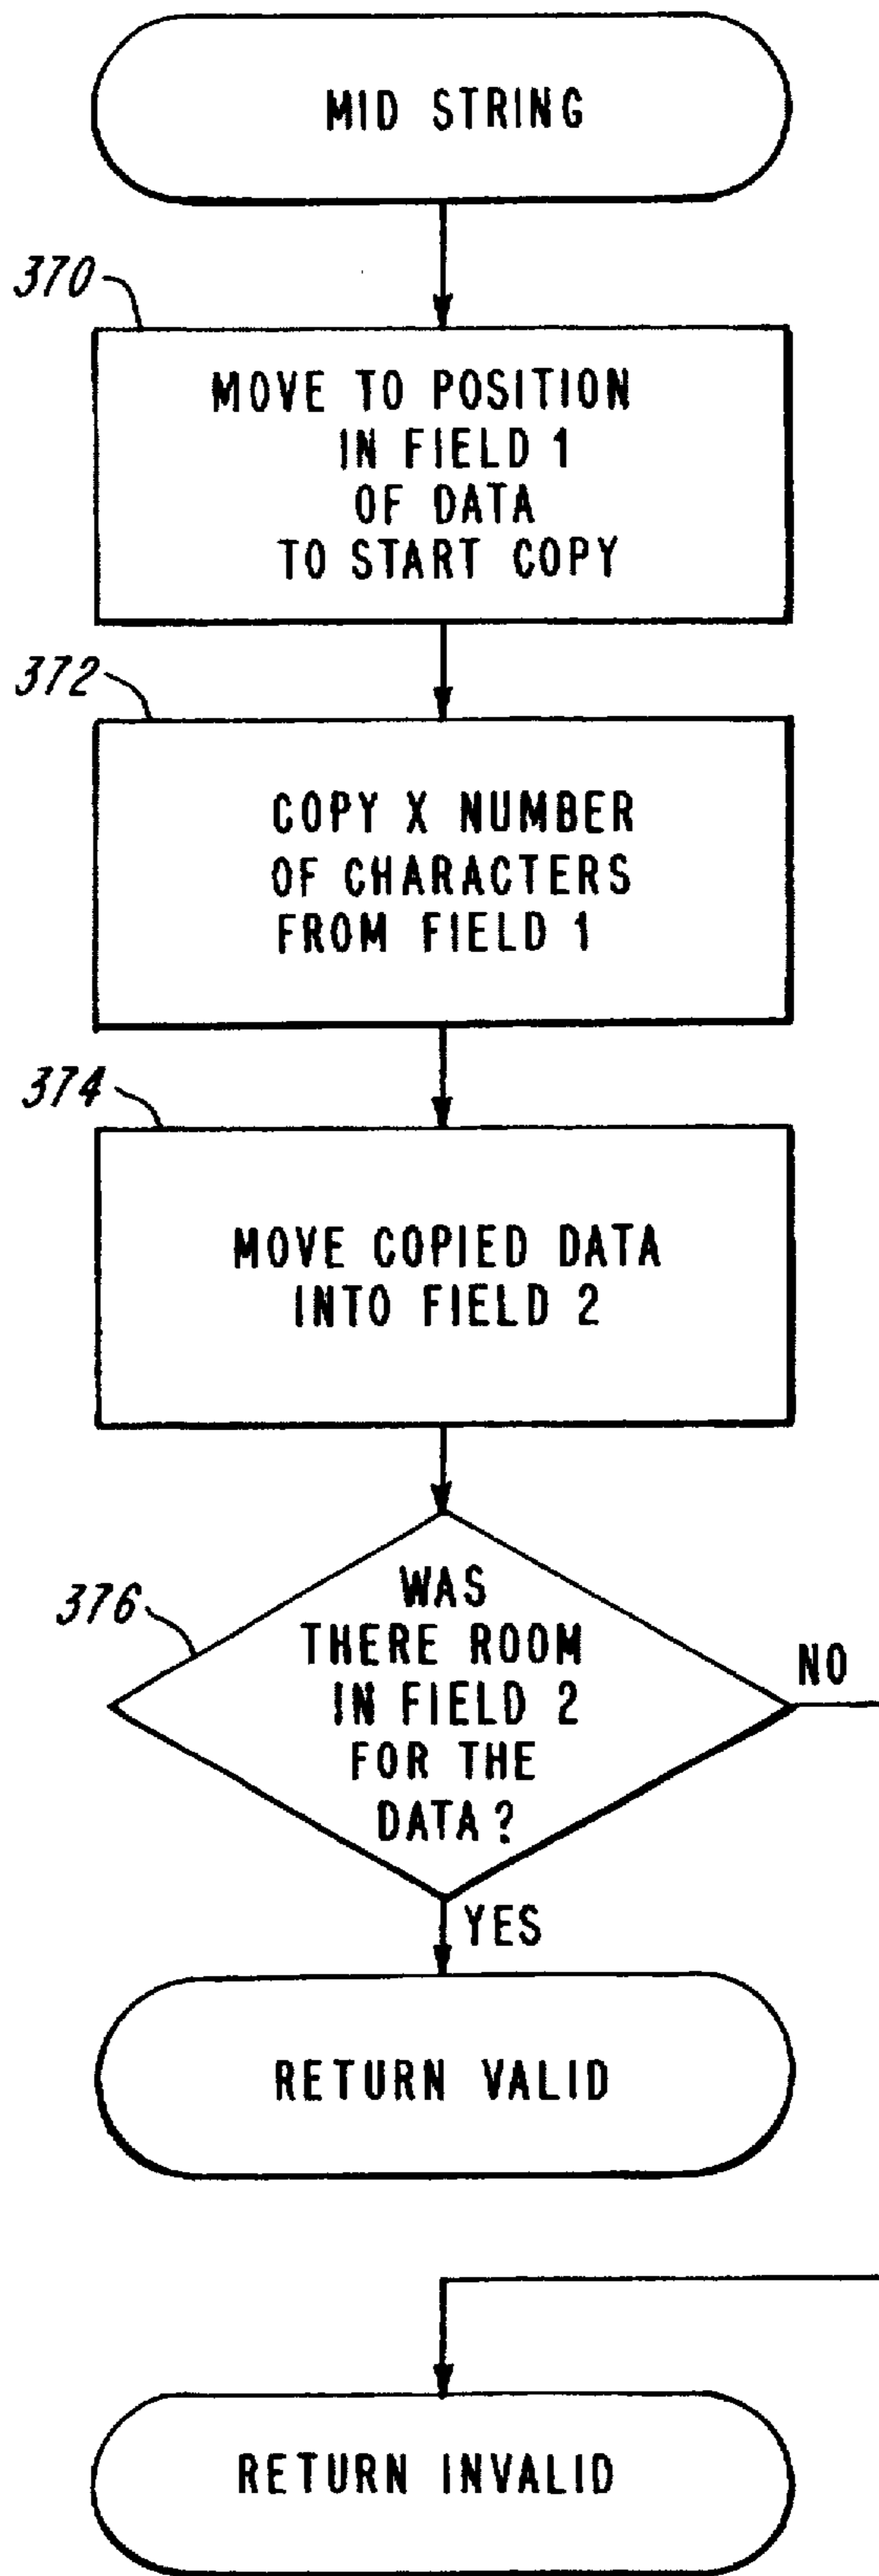 MID STRING
370
MOVE TO POSITION
IN FIELD 1
OF DATA
TO START COPY
372
COPY X NUMBER
OF CHARACTERS
FROM FIELD 1
374
MOVE COPIED DATA
INTO FIELD 2
376
WAS
THERE ROOM
IN FIELD 2
FOR THE
DATA?
NO
YES
RETURN VALID
RETURN INVALID